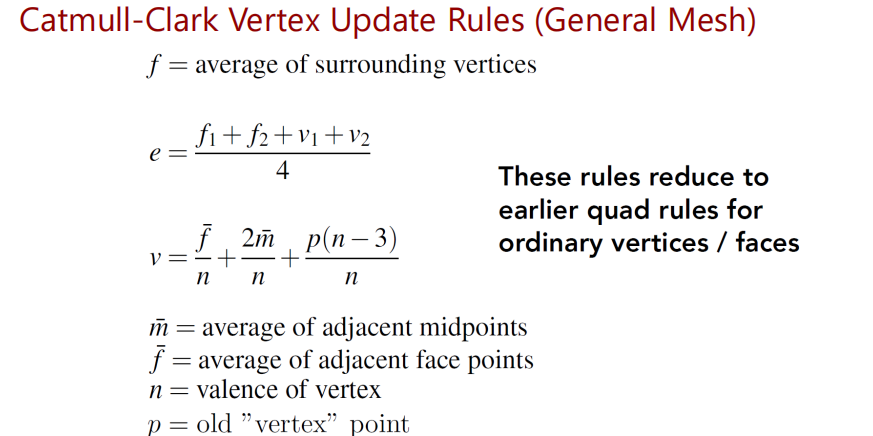 Catmull-Clark Vertex Update Rules (General Mesh)
f = average of surrounding vertices
e = \frac{f_1 + f_2 + v_1 + v_2}{4}
These rules reduce to
earlier quad rules for
ordinary vertices / faces
v = \frac{\bar{f}}{n} + \frac{2\bar{m}}{n} + \frac{p(n-3)}{n}
\bar{m} = average of adjacent midpoints
\bar{f} = average of adjacent face points
n = valence of vertex
p = old ”vertex” point